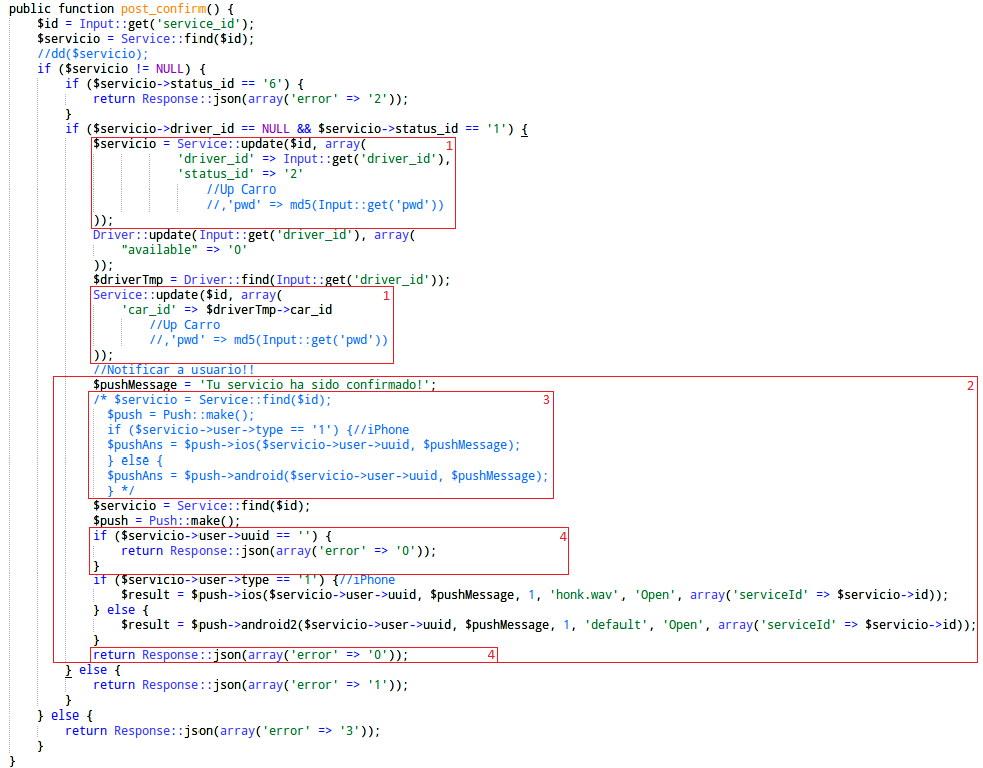 public function post_confirm() {
    $id = Input::get('service_id');
    $servicio = Service::find($id);
    //dd($servicio);
    if ($servicio != NULL) {
        if ($servicio->status_id == '6') {
            return Response::json(array('error' => '2'));
        }
        if ($servicio->driver_id == NULL && $servicio->status_id == '1') {
            $servicio = Service::update($id, array( 1
                        'driver_id' => Input::get('driver_id'),
                        'status_id' => '2'
                            //Up Carro
                            //,'pwd' => md5(Input::get('pwd'))
            ));
            Driver::update(Input::get('driver_id'), array(
                "available" => '0'
            ));
            $driverTmp = Driver::find(Input::get('driver_id'));
            Service::update($id, array( 1
                'car_id' => $driverTmp->car_id
                    //Up Carro
                    //,'pwd' => md5(Input::get('pwd'))
            ));
            //Notificar a usuario!!
            $pushMessage = 'Tu servicio ha sido confirmado!'; 2
            /* $servicio = Service::find($id); 3
              $push = Push::make();
              if ($servicio->user->type == '1') {//iPhone
              $pushAns = $push->ios($servicio->user->uuid, $pushMessage);
              } else {
              $pushAns = $push->android($servicio->user->uuid, $pushMessage);
              } */
            $servicio = Service::find($id);
            $push = Push::make();
            if ($servicio->user->uuid == '') { 4
                return Response::json(array('error' => '0'));
            }
            if ($servicio->user->type == '1') {//iPhone
                $result = $push->ios($servicio->user->uuid, $pushMessage, 1, 'honk.wav', 'Open', array('serviceId' => $servicio->id));
            } else {
                $result = $push->android2($servicio->user->uuid, $pushMessage, 1, 'default', 'Open', array('serviceId' => $servicio->id));
            }
            return Response::json(array('error' => '0')); 4
        } else {
            return Response::json(array('error' => '1'));
        }
    } else {
        return Response::json(array('error' => '3'));
    }
}